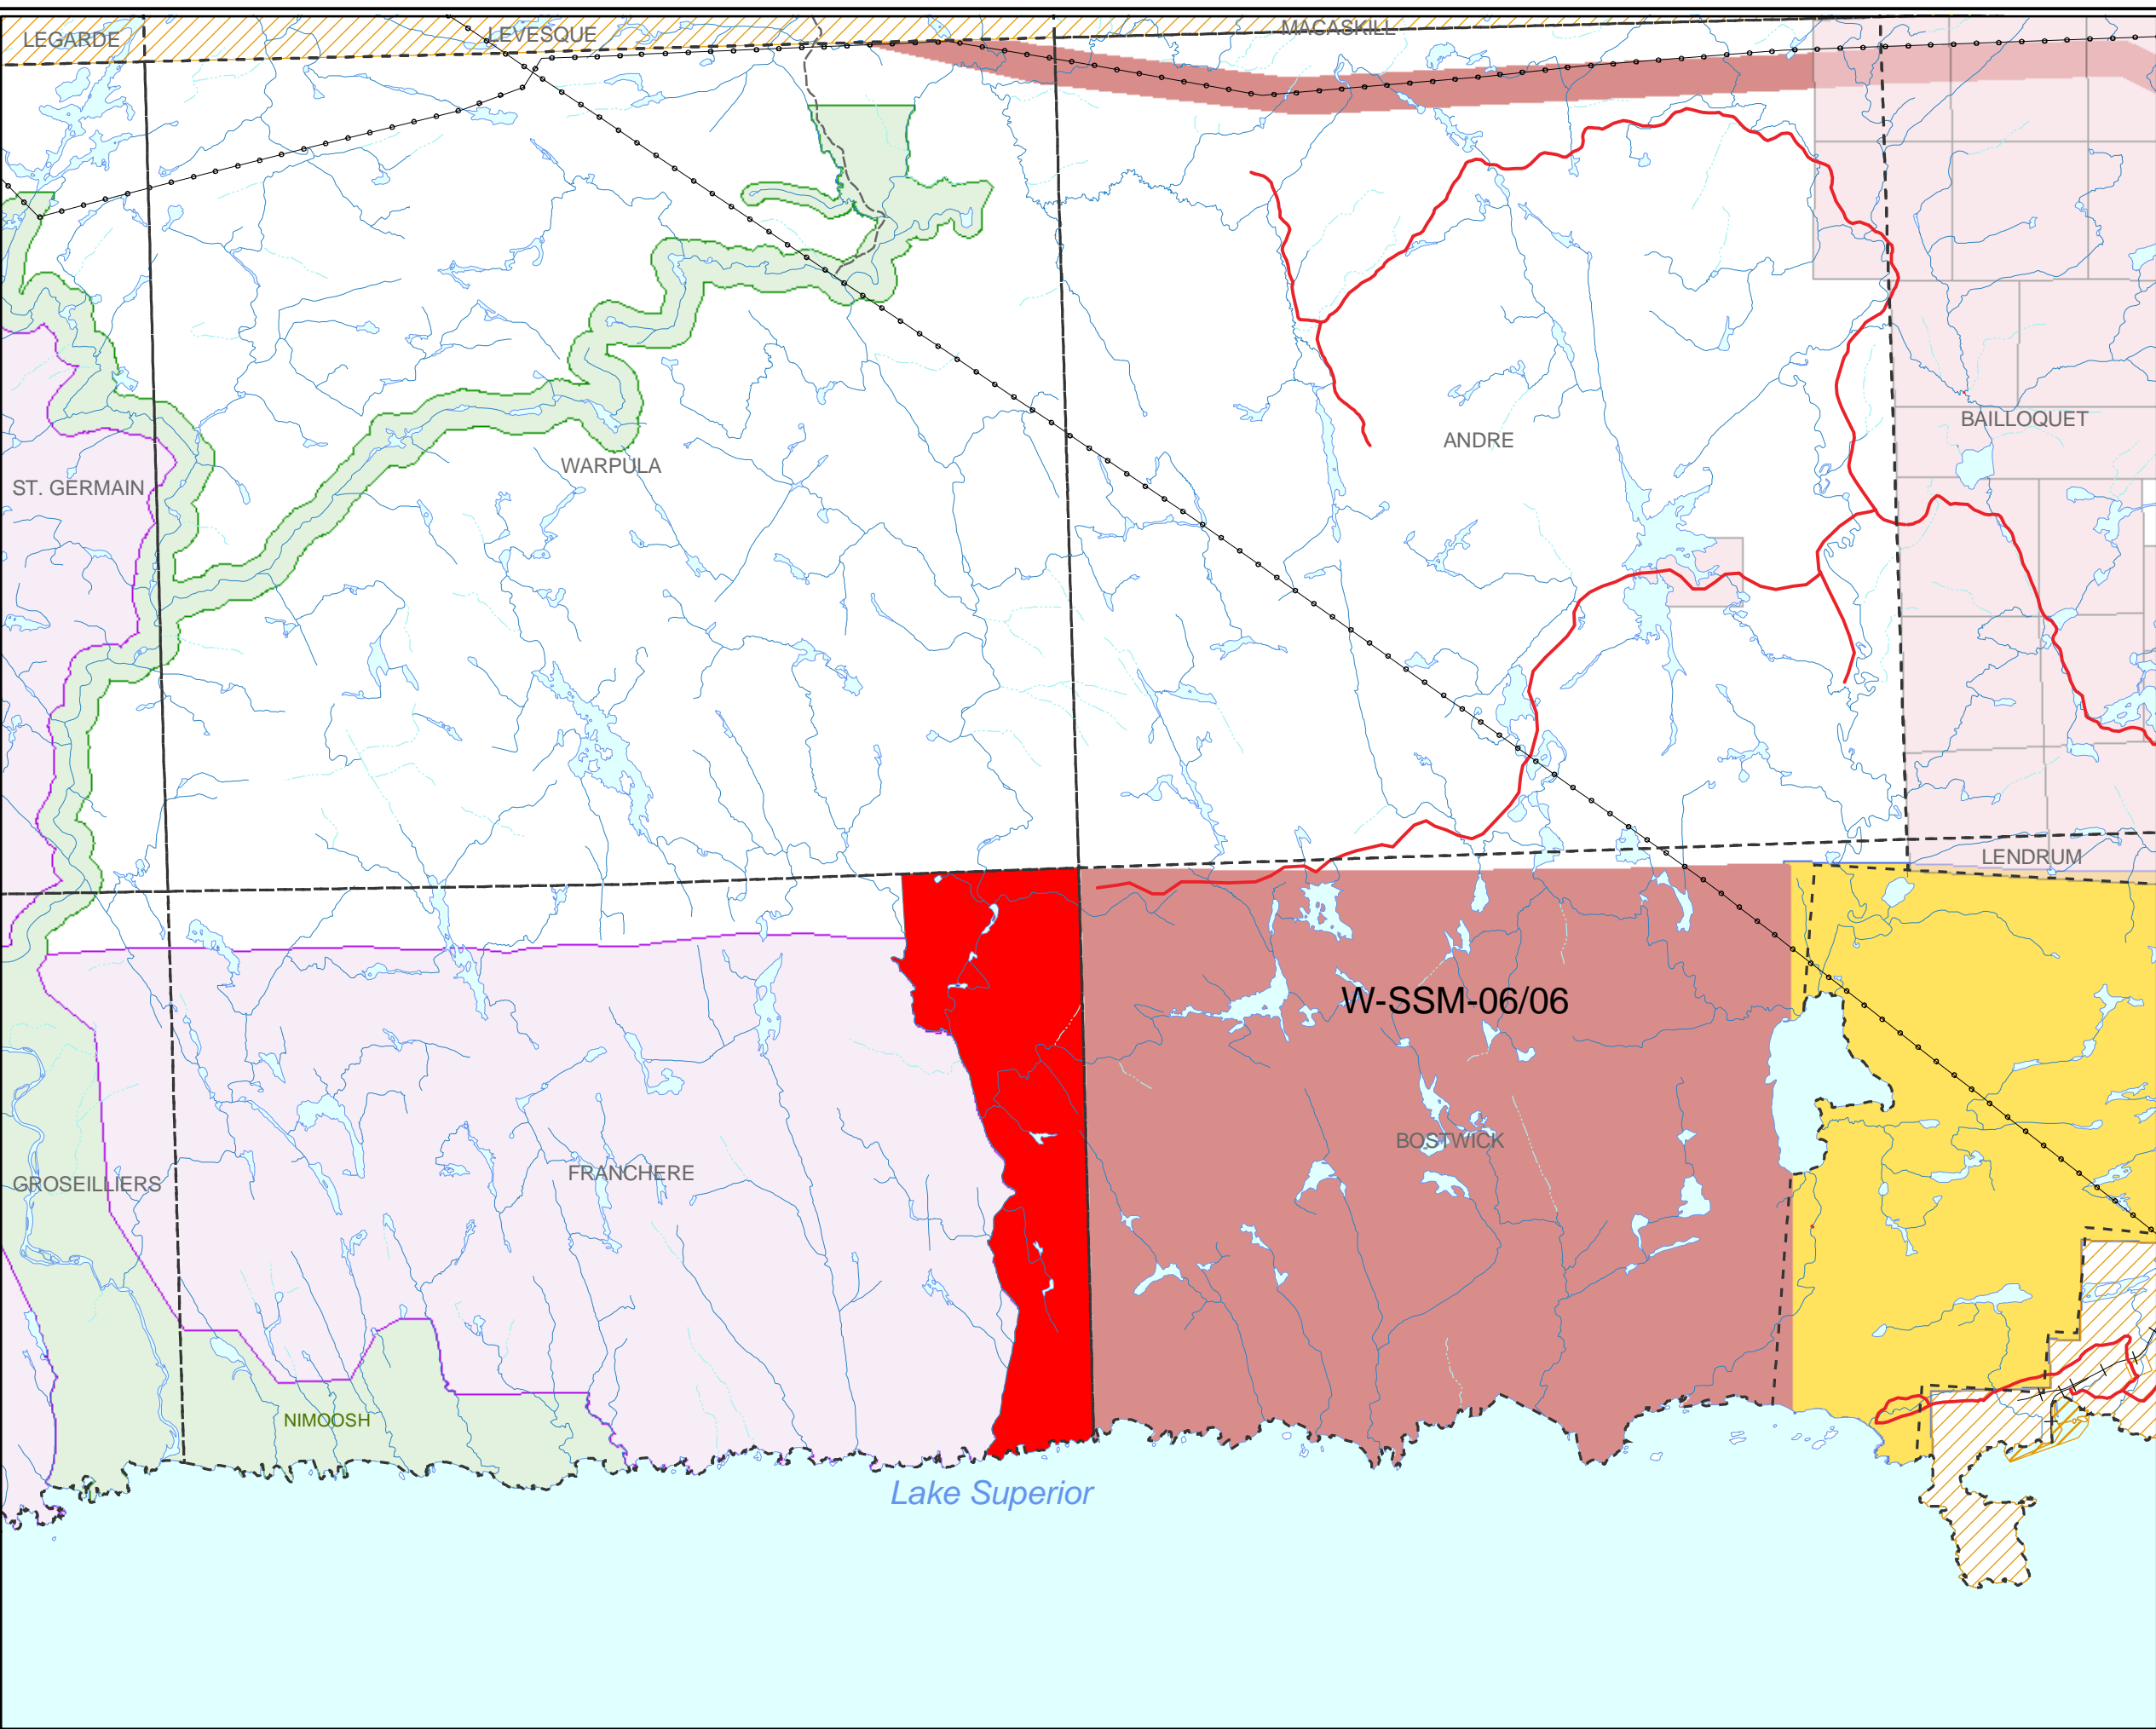 LEGARDE
LEVESQUE
MACASKILL
BAILLOQUET
ANDRE
WARPULA
ST. GERMAIN
LENDRUM
W-SSM-06/06
BOSTWICK
FRANCHERE
GROSEILLIERS
NIMOOSH
Lake Superior